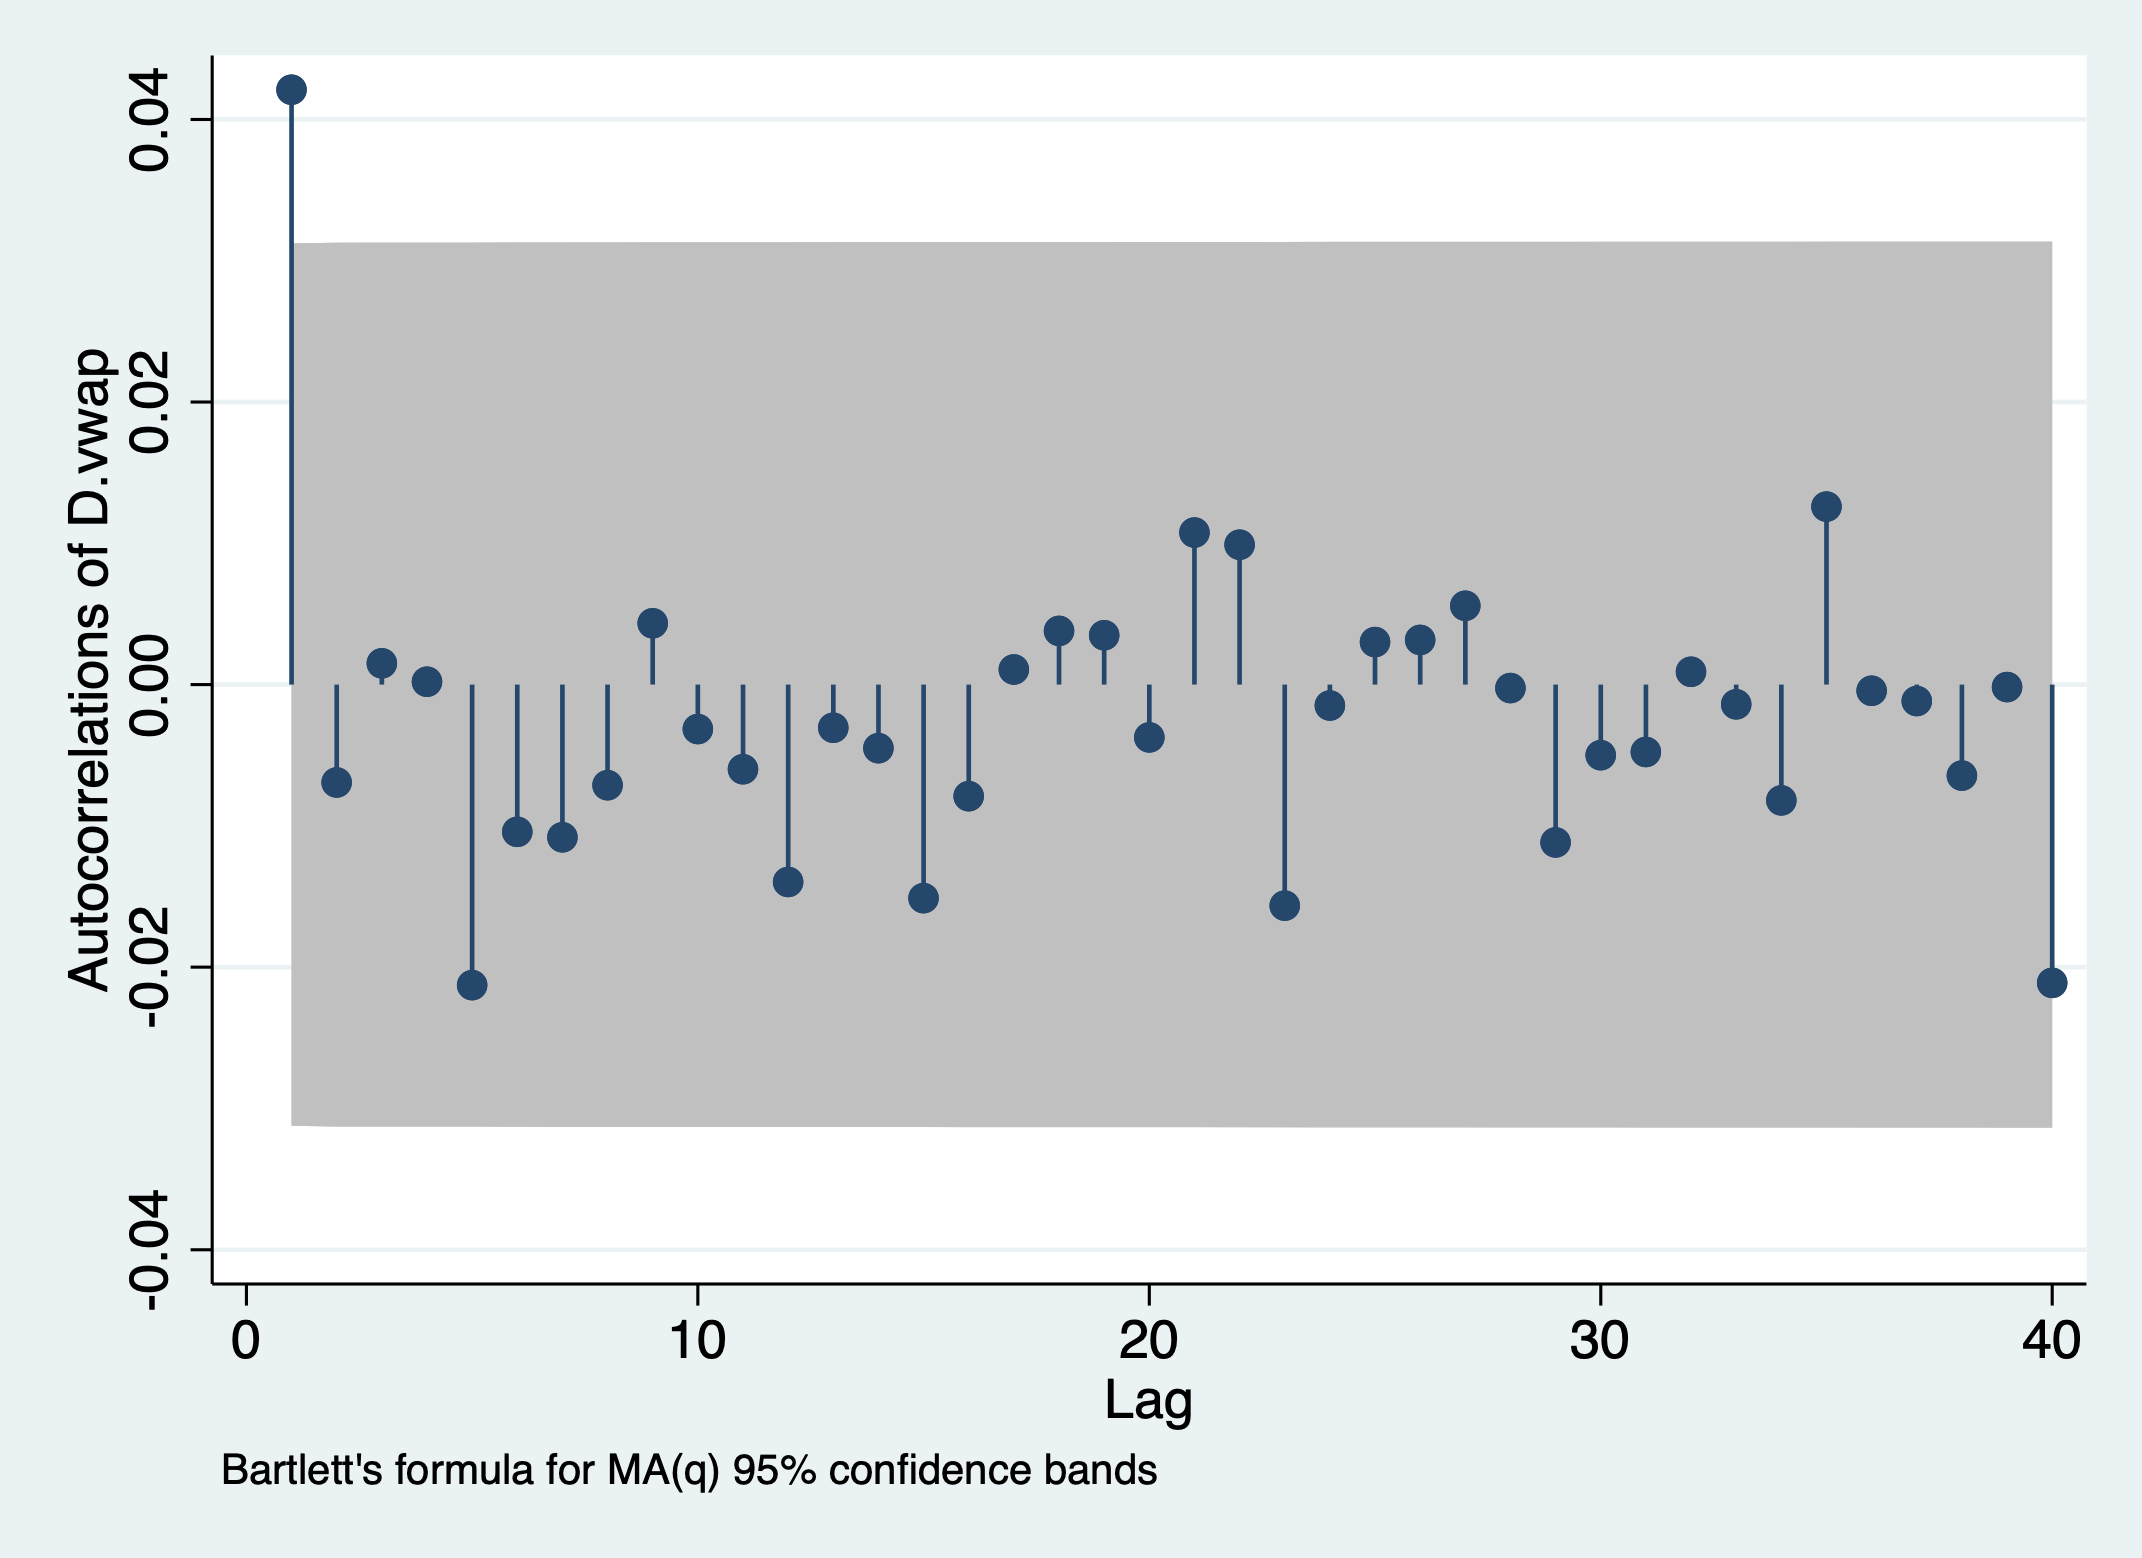 Autocorrelations of D.vwap
0.04
0.02
0.00
-0.02
-0.04
0 10 20 30 40
Lag
Bartlett's formula for MA(q) 95% confidence bands